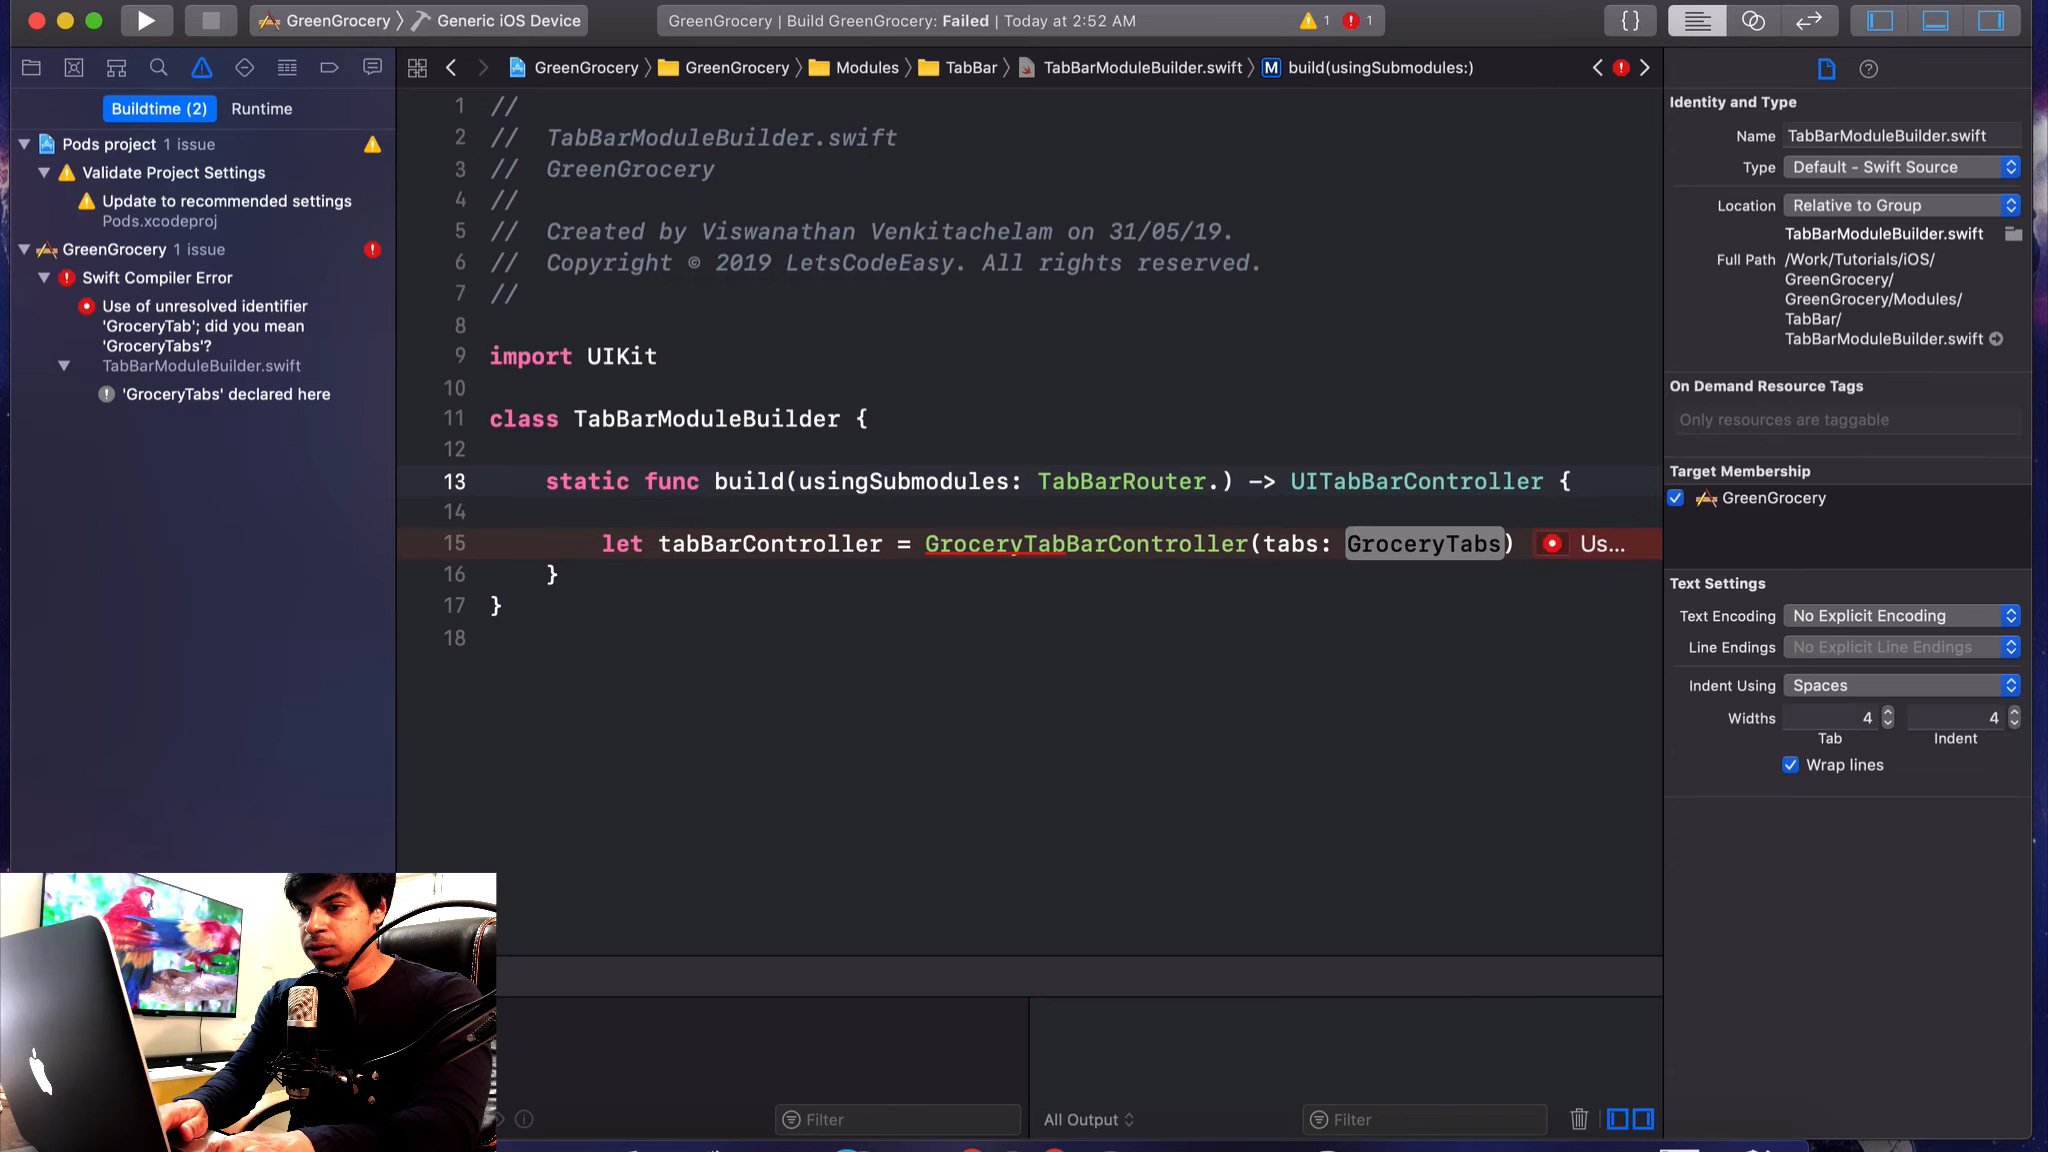 GreenGrocery 〉 Generic iOS Device
GreenGrocery | Build GreenGrocery: Failed | Today at 2:52 AM
1
1
{}
GreenGrocery 〉 GreenGrocery 〉 Modules 〉 TabBar 〉 TabBarModuleBuilder.swift 〉 M build(usingSubmodules:)
Buildtime (2) Runtime
Pods project 1 issue
Validate Project Settings
Update to recommended settings
Pods.xcodeproj
GreenGrocery 1 issue
Swift Compiler Error
Use of unresolved identifier
'GroceryTab'; did you mean
'GroceryTabs'?
TabBarModuleBuilder.swift
'GroceryTabs' declared here
1 //
2 // TabBarModuleBuilder.swift
3 // GreenGrocery
4 //
5 // Created by Viswanathan Venkitachelam on 31/05/19.
6 // Copyright © 2019 LetsCodeEasy. All rights reserved.
7 //
8
9 import UIKit
10
11 class TabBarModuleBuilder {
12
13 static func build(usingSubmodules: TabBarRouter.) -> UITabBarController {
14
15 let tabBarController = GroceryTabBarController(tabs: GroceryTabs) Us...
16 }
17 }
18
Identity and Type
Name TabBarModuleBuilder.swift
Type Default - Swift Source
Location Relative to Group
TabBarModuleBuilder.swift
Full Path /Work/Tutorials/iOS/
GreenGrocery/
GreenGrocery/Modules/
TabBar/
TabBarModuleBuilder.swift
On Demand Resource Tags
Only resources are taggable
Target Membership
GreenGrocery
Text Settings
Text Encoding No Explicit Encoding
Line Endings No Explicit Line Endings
Indent Using Spaces
Widths 4 4
Tab Indent
Wrap lines
Filter
All Output
Filter